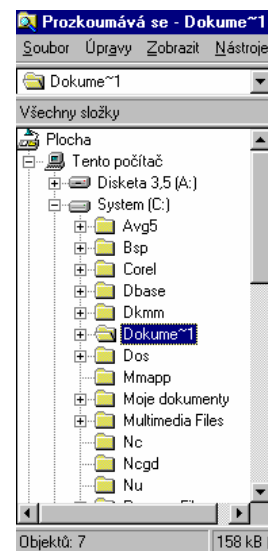 Prozkoumává se - Dokume~1
Soubor Úpravy Zobrazit Nástroje
Dokume~1
Všechny složky
Plocha
Tento počítač
Disketa 3,5 (A:)
System (C:)
Avg5
Bsp
Corel
Dbase
Dkmm
Dokume~1
Dos
Mmapp
Moje dokumenty
Multimedia Files
Nc
Ncgd
Nu
Objektů: 7 158 kB